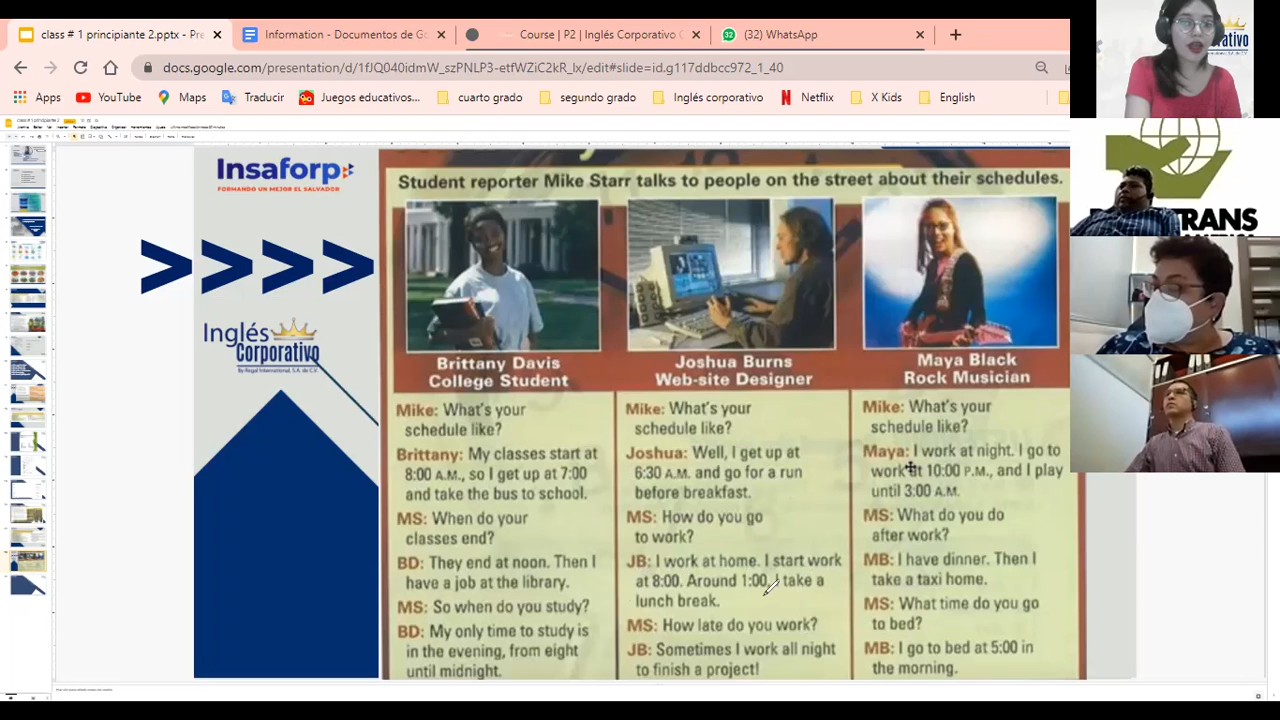 class # 1 principiante 2.pptx - Pre
Information - Documentos de Go
Course | P2 | Inglés Corporativo C
(32) WhatsApp
Apps
YouTube
Maps
Traducir
Juegos educativos...
cuarto grado
segundo grado
Inglés corporativo
Netflix
X Kids
English
Insaforp
FORMANDO UN MEJOR EL SALVADOR
>>>>
Inglés
Corporativo
By Regal International, S.A. de C.V.
Student reporter Mike Starr talks to people on the street about their schedules.
Brittany Davis
College Student
Mike: What's your
schedule like?
Brittany: My classes start at
8:00 A.M., so I get up at 7:00
and take the bus to school.
MS: When do your
classes end?
BD: They end at noon. Then I
have a job at the library.
MS: So when do you study?
BD: My only time to study is
in the evening, from eight
until midnight.
Joshua Burns
Web-site Designer
Mike: What's your
schedule like?
Joshua: Well, I get up at
6:30 A.M. and go for a run
before breakfast.
MS: How do you go
to work?
JB: I work at home. I start work
at 8:00. Around 1:00, I take a
lunch break.
MS: How late do you work?
JB: Sometimes I work all night
to finish a project!
Maya Black
Rock Musician
Mike: What's your
schedule like?
Maya: I work at night. I go to
work at 10:00 P.M., and I play
until 3:00 A.M.
MS: What do you do
after work?
MB: I have dinner. Then I
take a taxi home.
MS: What time do you go
to bed?
MB: I go to bed at 5:00 in
the morning.